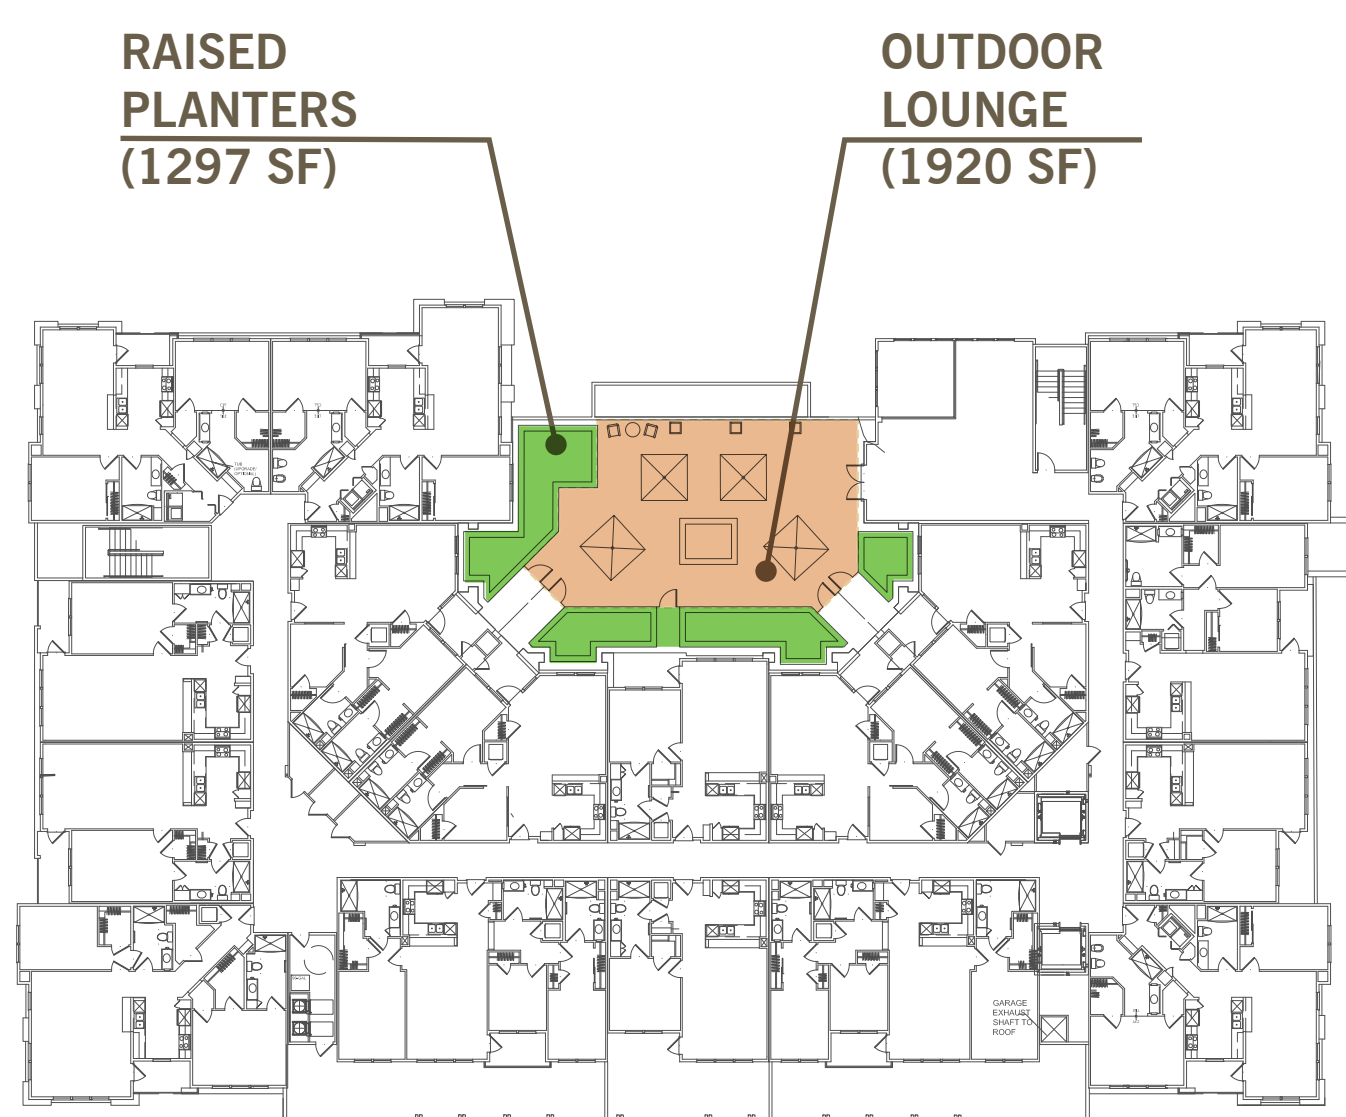 RAISED
PLANTERS
(1297 SF)
OUTDOOR
LOUNGE
(1920 SF)
GARAGE
EXHAUST
SHAFT TO
ROOF